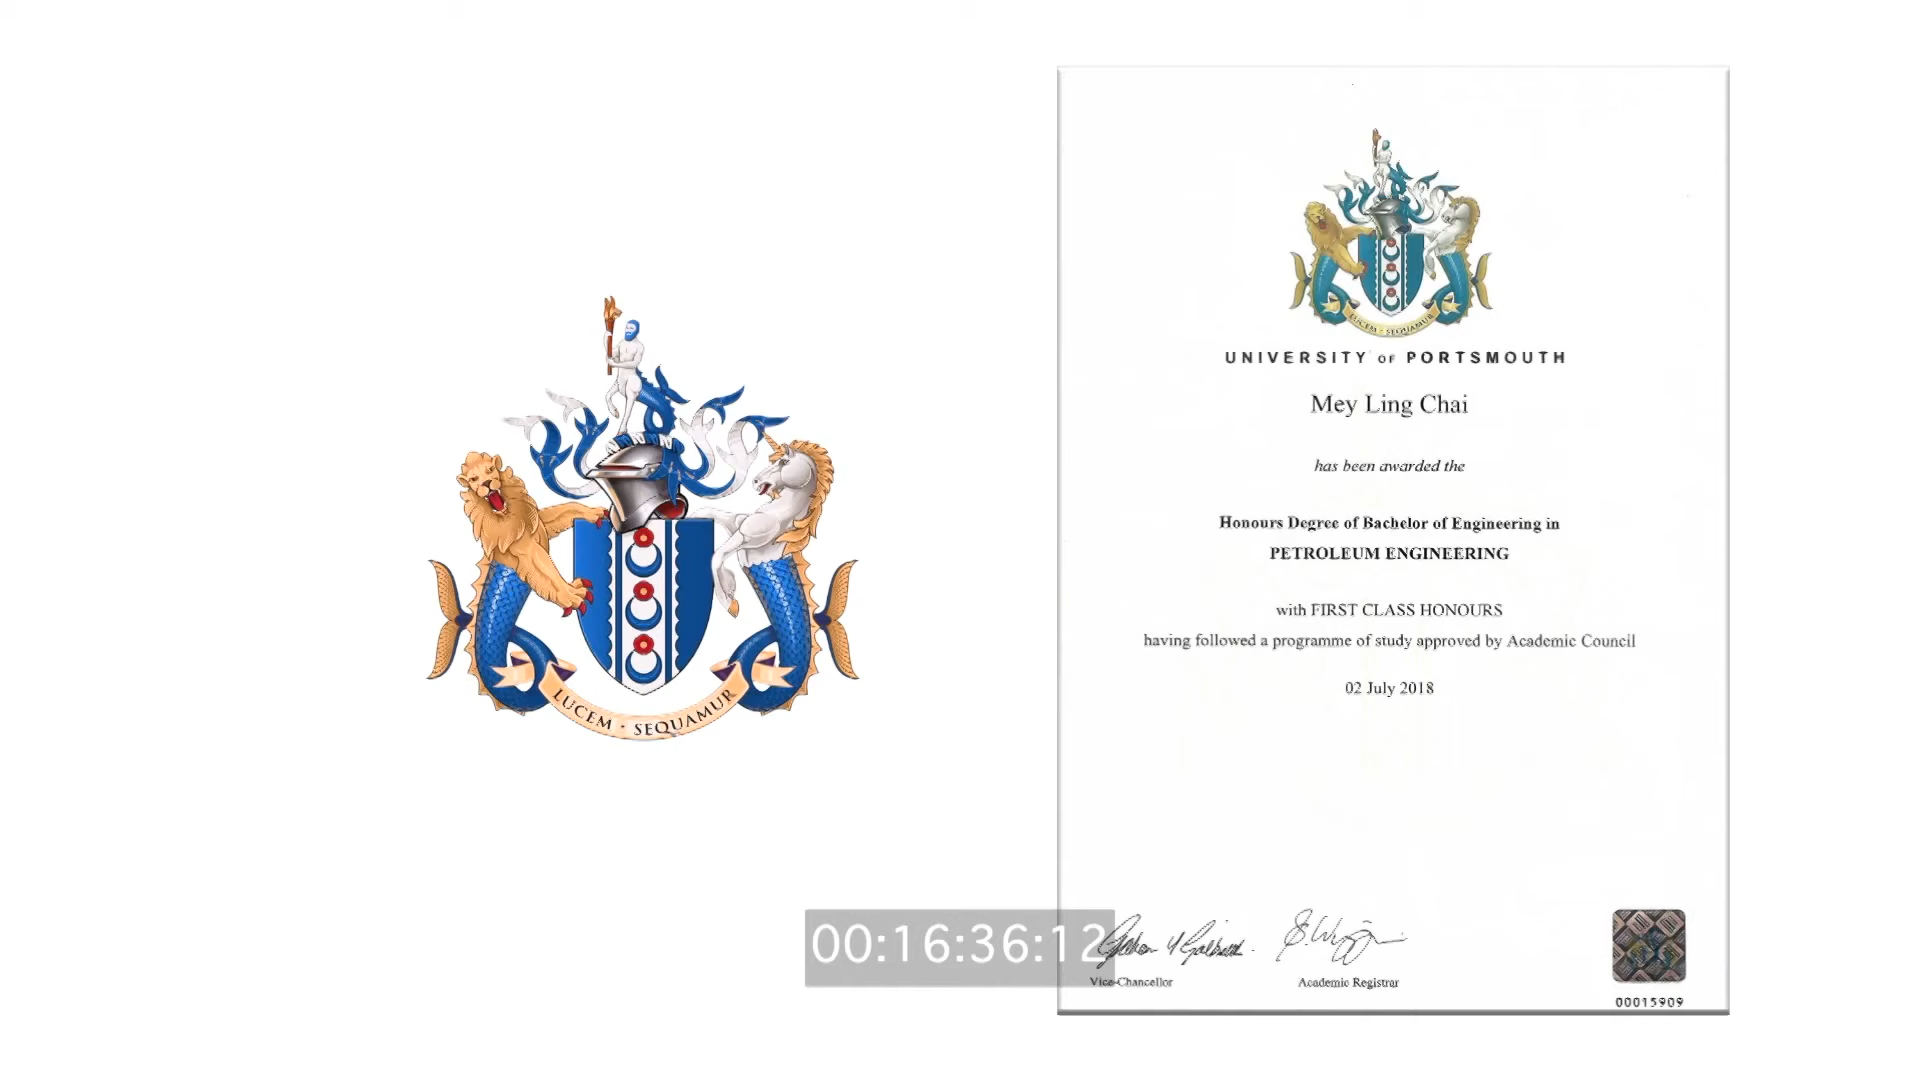 LUCEM · SEQUAMUR
LUCEM · SEQUAMUR
UNIVERSITY OF PORTSMOUTH
Mey Ling Chai
has been awarded the
Honours Degree of Bachelor of Engineering in
PETROLEUM ENGINEERING
with FIRST CLASS HONOURS
having followed a programme of study approved by Academic Council
02 July 2018
00:16:36:12
Vice-Chancellor
Academic Registrar
00015909